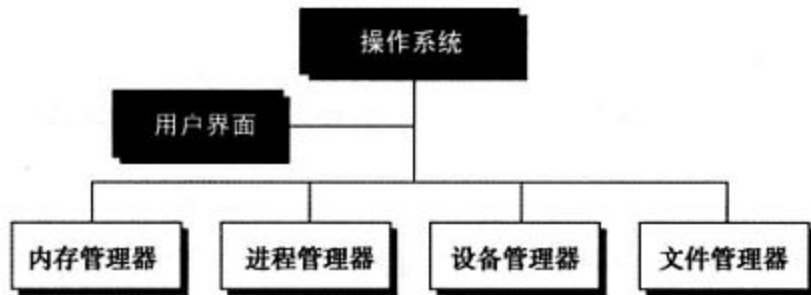 操作系统
用户界面
内存管理器
进程管理器
设备管理器
文件管理器